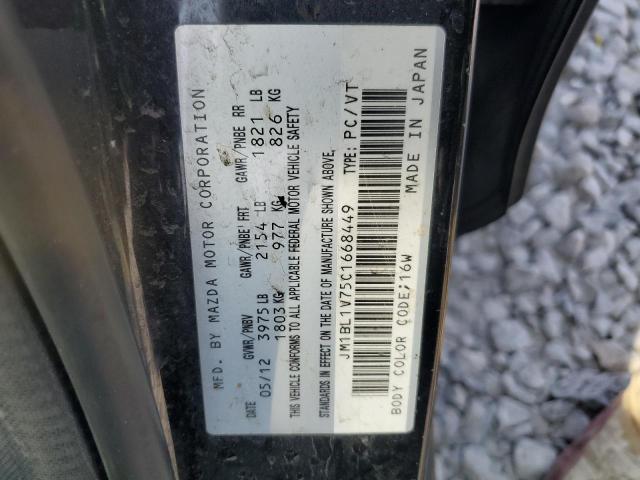 MFD. BY MAZDA MOTOR CORPORATION
DATE GVWR/PNBV GAWR/PNBE FRT GAWR/PNBE RR
05/12 3975 LB 2154 LB 1821 LB
1803 KG 977 KG 826 KG
THIS VEHICLE CONFORMS TO ALL APPLICABLE FEDERAL MOTOR VEHICLE SAFETY
STANDARDS IN EFFECT ON THE DATE OF MANUFACTURE SHOWN ABOVE.
JM1BL1V75C1668449 TYPE: PC/VT
BODY COLOR CODE;16W MADE IN JAPAN